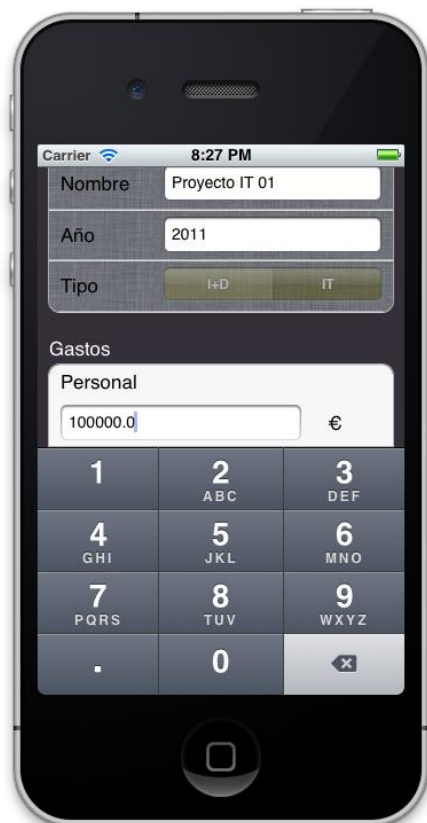 Carrier 8:27 PM
Nombre Proyecto IT 01
Año 2011
Tipo I+D IT
Gastos
Personal
100000.0 €
1 2 3
ABC DEF
4 5 6
GHI JKL MNO
7 8 9
PQRS TUV WXYZ
. 0